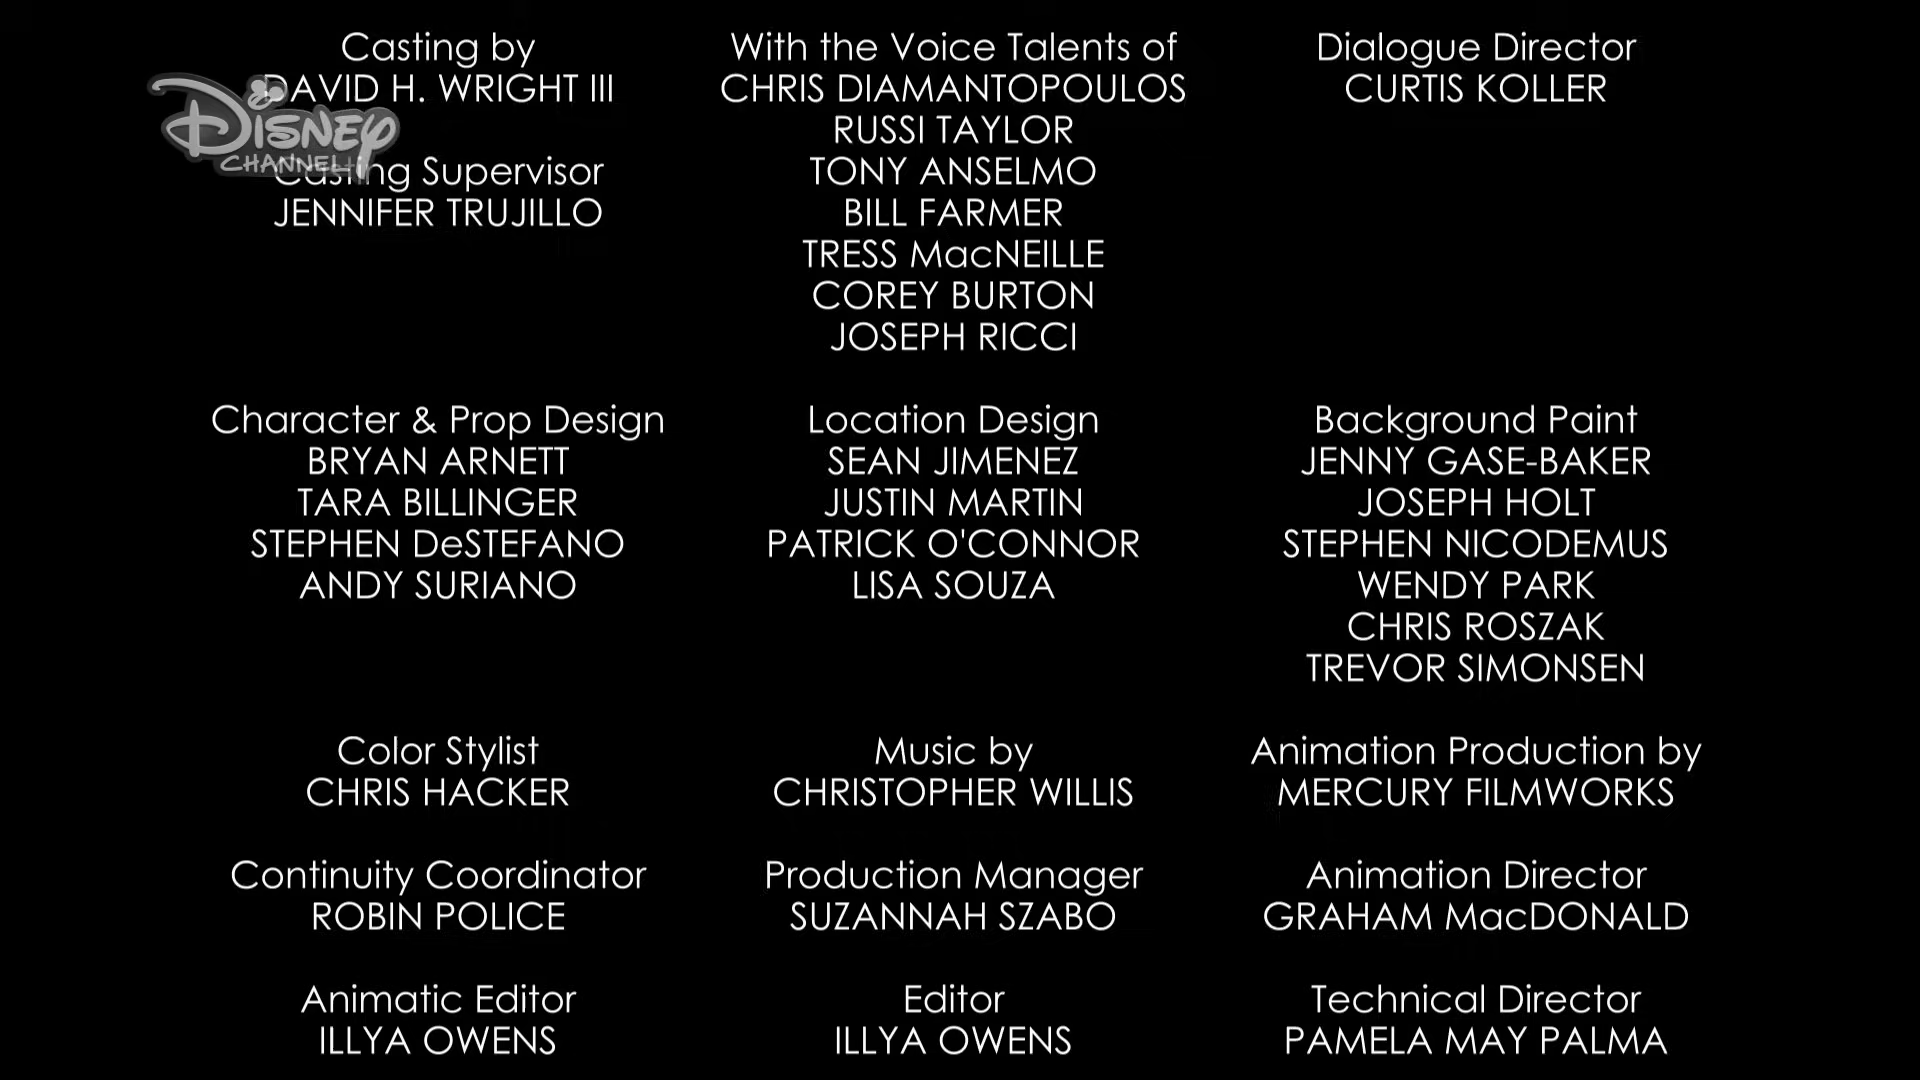 Casting by
DAVID H. WRIGHT III
Casting Supervisor
JENNIFER TRUJILLO
With the Voice Talents of
CHRIS DIAMANTOPOULOS
RUSSI TAYLOR
TONY ANSELMO
BILL FARMER
TRESS MacNEILLE
COREY BURTON
JOSEPH RICCI
Dialogue Director
CURTIS KOLLER
DISNEY
CHANNEL
Character & Prop Design
BRYAN ARNETT
TARA BILLINGER
STEPHEN DeSTEFANO
ANDY SURIANO
Location Design
SEAN JIMENEZ
JUSTIN MARTIN
PATRICK O'CONNOR
LISA SOUZA
Background Paint
JENNY GASE-BAKER
JOSEPH HOLT
STEPHEN NICODEMUS
WENDY PARK
CHRIS ROSZAK
TREVOR SIMONSEN
Color Stylist
CHRIS HACKER
Music by
CHRISTOPHER WILLIS
Animation Production by
MERCURY FILMWORKS
Continuity Coordinator
ROBIN POLICE
Production Manager
SUZANNAH SZABO
Animation Director
GRAHAM MacDONALD
Animatic Editor
ILLYA OWENS
Editor
ILLYA OWENS
Technical Director
PAMELA MAY PALMA